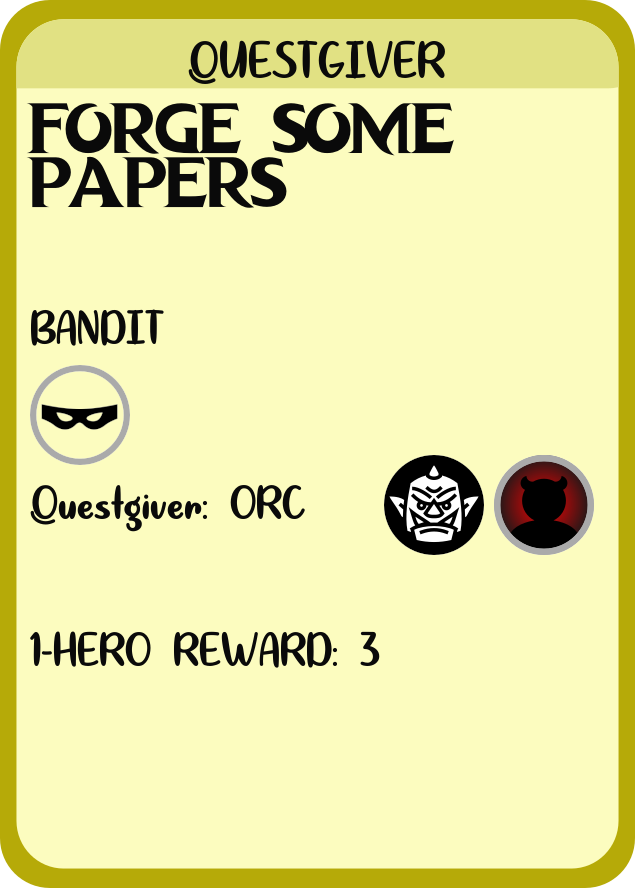 QUESTGIVER
FORGE SOME
PAPERS
BANDIT
Questgiver: ORC
1-HERO REWARD: 3